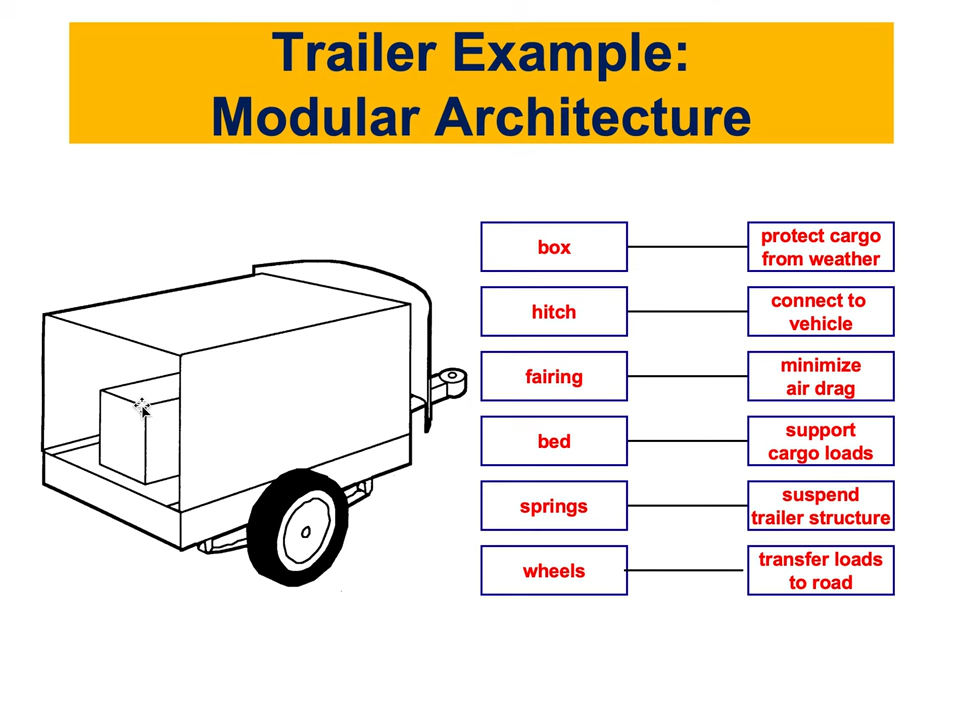 Trailer Example:
Modular Architecture
box
protect cargo
from weather
hitch
connect to
vehicle
fairing
minimize
air drag
bed
support
cargo loads
springs
suspend
trailer structure
wheels
transfer loads
to road